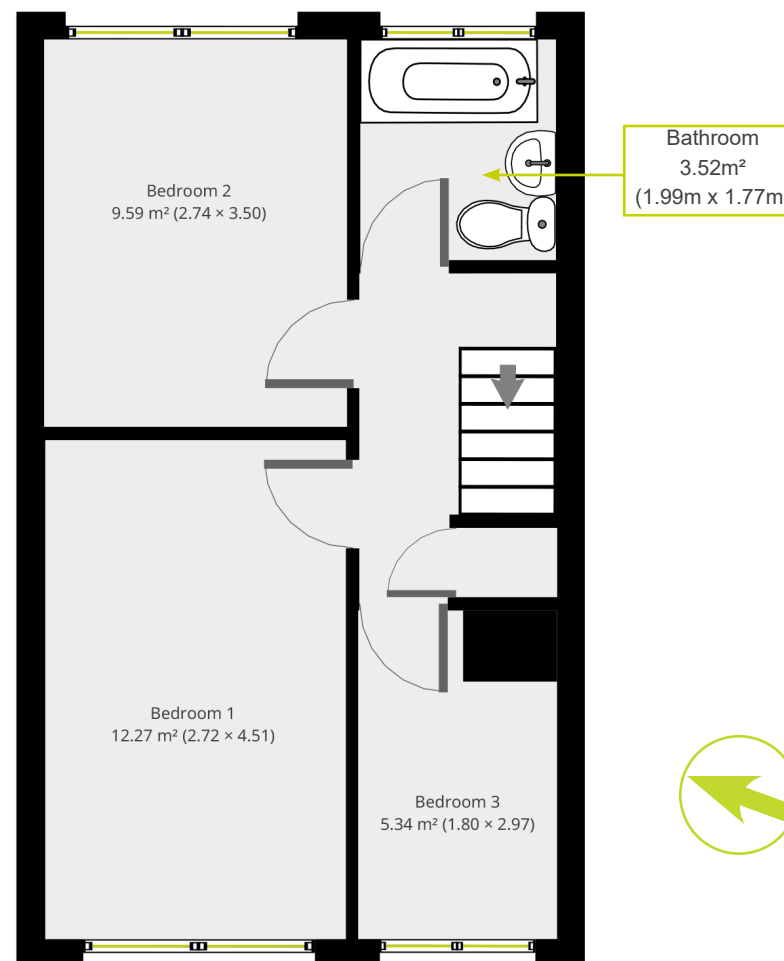 Bathroom
3.52m²
(1.99m x 1.77m
Bedroom 2
9.59 m² (2.74 × 3.50)
Bedroom 1
12.27 m² (2.72 × 4.51)
Bedroom 3
5.34 m² (1.80 × 2.97)